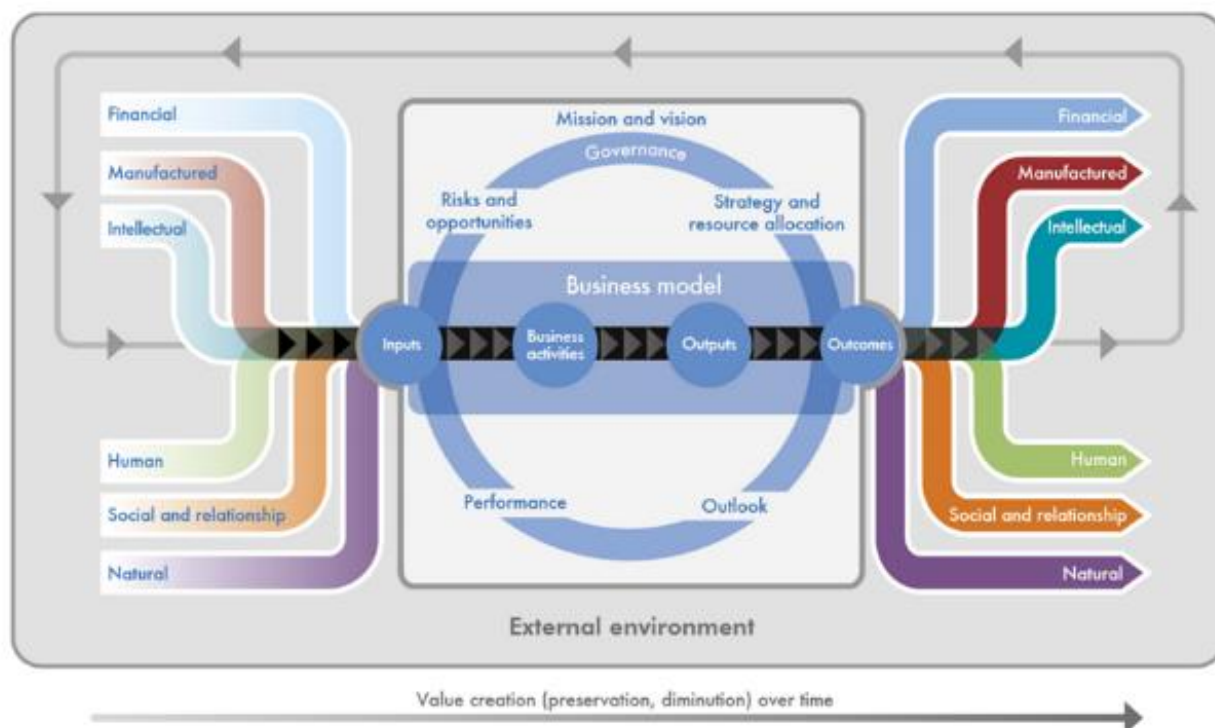 Financial
Manufactured
Intellectual
Human
Social and relationship
Natural
Mission and vision
Governance
Risks and
opportunities
Strategy and
resource allocation
Business model
Inputs
Business
activities
Outputs
Outcomes
Performance
Outlook
Financial
Manufactured
Intellectual
Human
Social and relationship
Natural
External environment
Value creation (preservation, diminution) over time